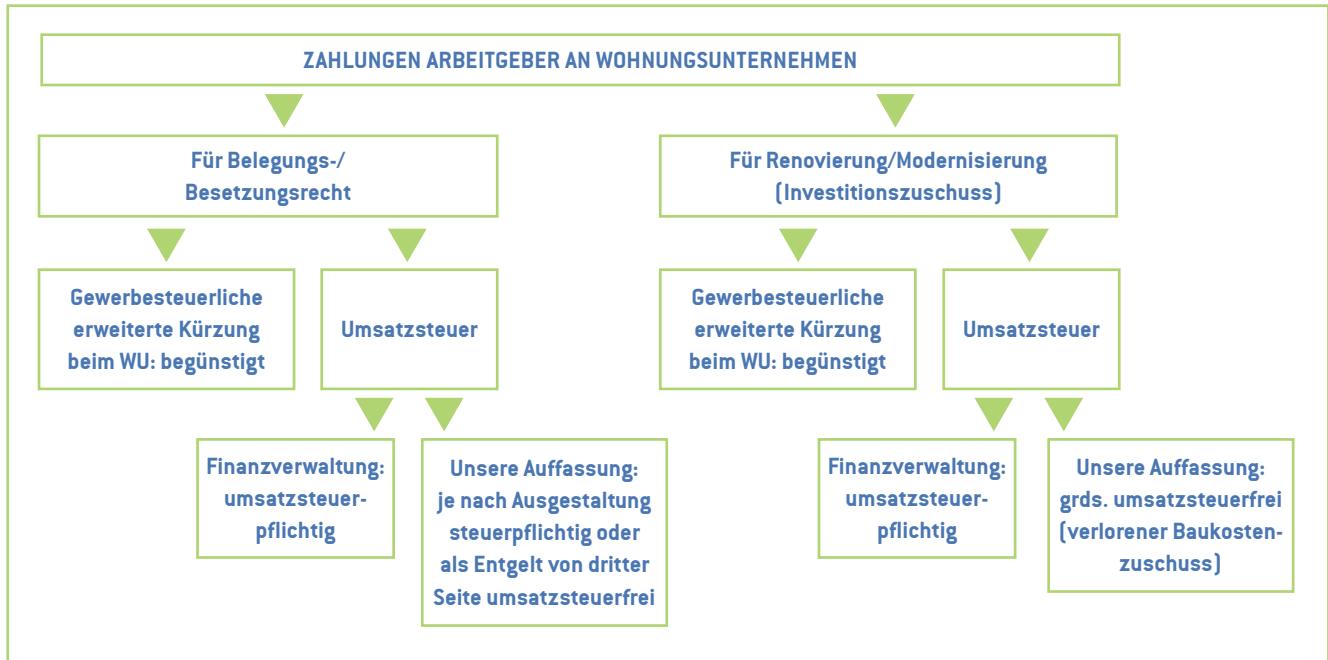 ZAHLUNGEN ARBEITGEBER AN WOHNUNGSUNTERNEHMEN
Für Belegungs-/
Besetzungsrecht
Für Renovierung/Modernisierung
(Investitionszuschuss)
Gewerbesteuerliche
erweiterte Kürzung
beim WU: begünstigt
Umsatzsteuer
Gewerbesteuerliche
erweiterte Kürzung
beim WU: begünstigt
Umsatzsteuer
Finanzverwaltung:
umsatzsteuer-
pflichtig
Unsere Auffassung:
je nach Ausgestaltung
steuerpflichtig oder
als Entgelt von dritter
Seite umsatzsteuerfrei
Finanzverwaltung:
umsatzsteuer-
pflichtig
Unsere Auffassung:
grds. umsatzsteuerfrei
(verlorener Baukosten-
zuschuss)